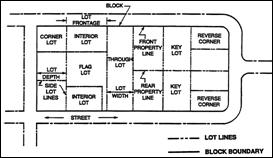 LOT
FRONTAGE
BLOCK
CORNER
LOT
INTERIOR
LOT
THROUGH
LOT
FRONT
PROPERTY
LINE
KEY
LOT
REVERSE
CORNER
LOT
DEPTH
FLAG
LOT
SIDE
LOT
LINES
INTERIOR
LOT
LOT
WIDTH
REAR
PROPERTY
LINE
KEY
LOT
REVERSE
CORNER
STREET
LOT LINES
BLOCK BOUNDARY